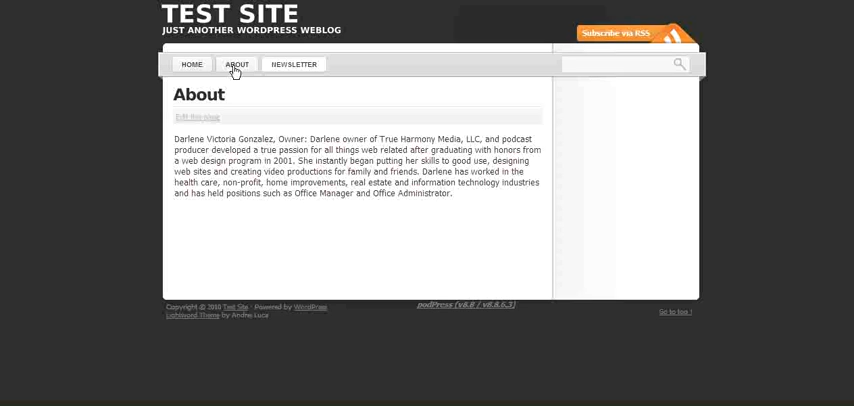 TEST SITE
JUST ANOTHER WORDPRESS WEBLOG
Subscribe via RSS
HOME ABOUT NEWSLETTER
About
Edit this page
Darlene Victoria Gonzalez, Owner: Darlene owner of True Harmony Media, LLC, and podcast
producer developed a true passion for all things web related after graduating with honors from
a web design program in 2001. She instantly began putting her skills to good use, designing
web sites and creating video productions for family and friends. Darlene has worked in the
health care, non-profit, home improvements, real estate and information technology industries
and has held positions such as Office Manager and Office Administrator.
Copyright © 2010 Test Site · Powered by WordPress
Lightword Theme by Andrei Luca
podPress (v8.8 / v8.8.6.3)
Go to top !